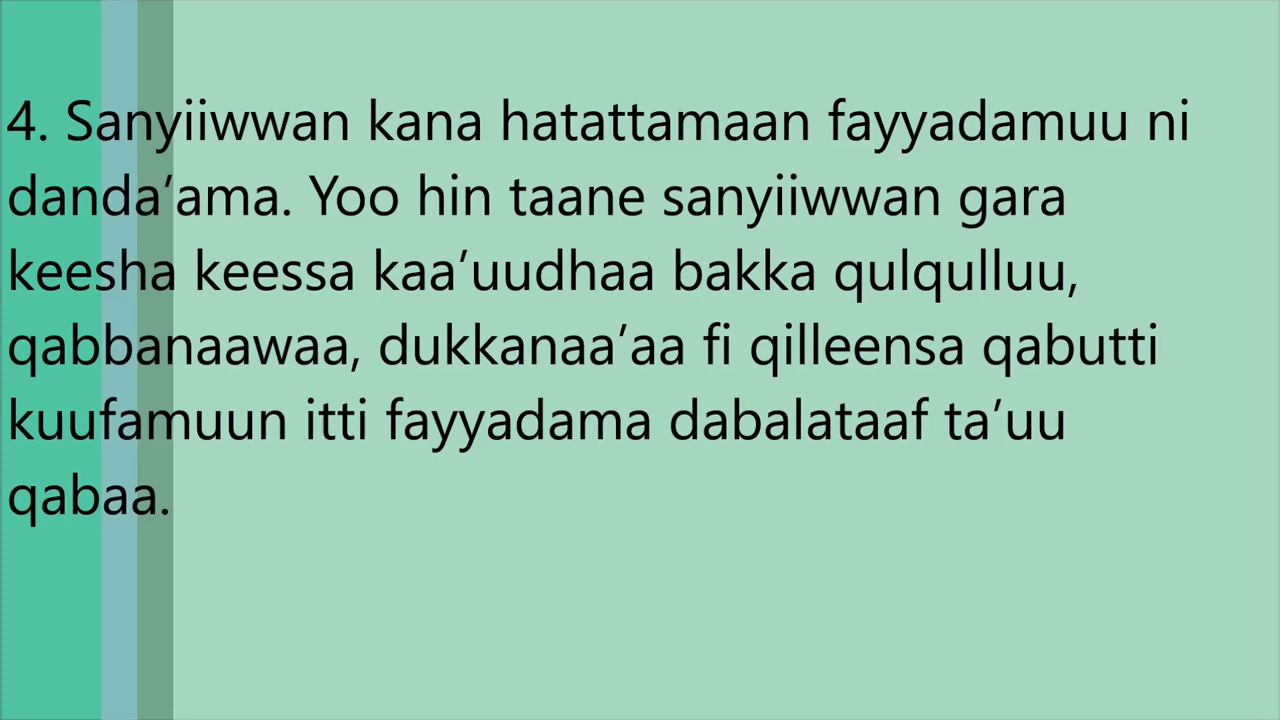 4. Sanyiiwwan kana hatattamaan fayyadamuu ni
danda’ama. Yoo hin taane sanyiiwwan gara
keesha keessa kaa’uudhaa bakka qulqulluu,
qabbanaawaa, dukkanaa’aa fi qilleensa qabutti
kuufamuun itti fayyadama dabalataaf ta’uu
qabaa.